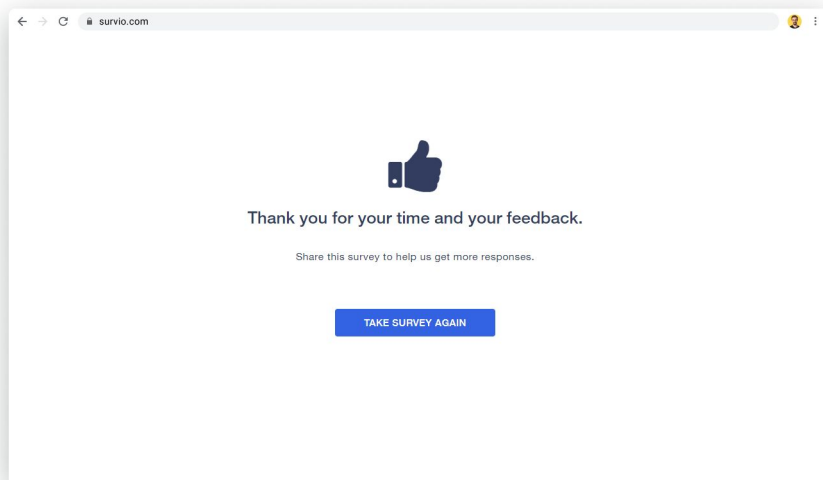 survio.com
Thank you for your time and your feedback.
Share this survey to help us get more responses.
TAKE SURVEY AGAIN